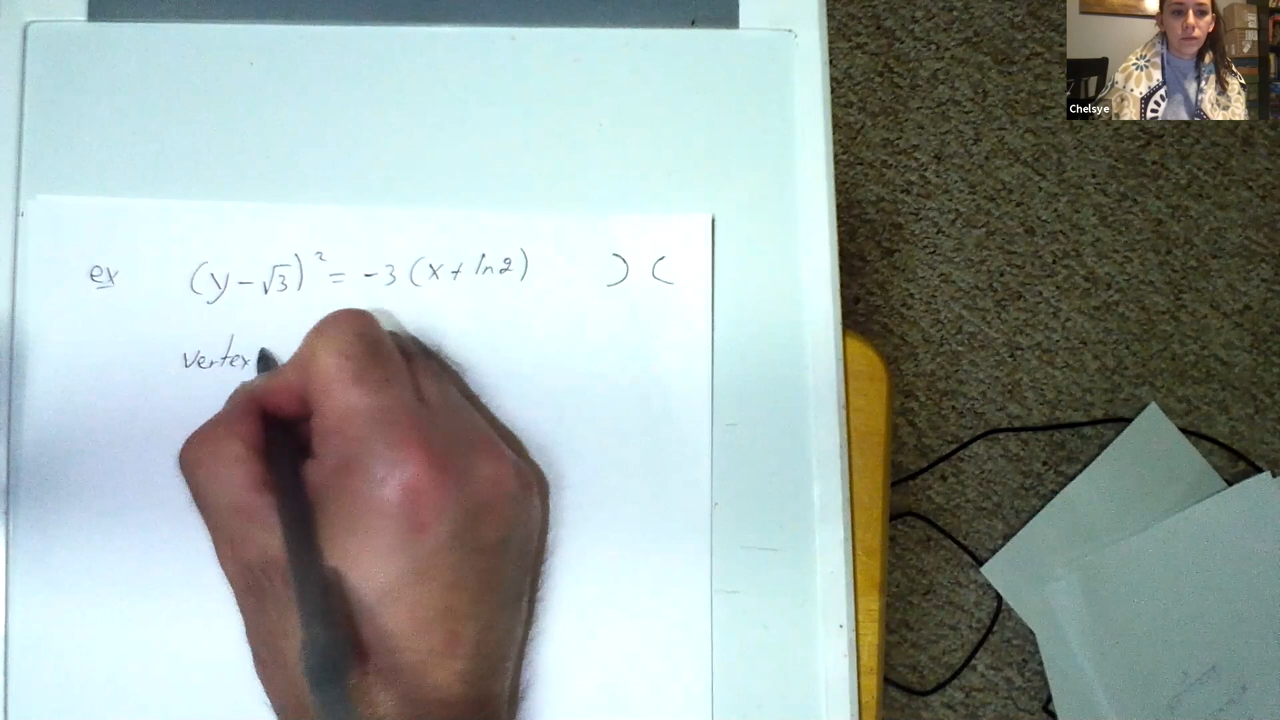 ex (y-√3)² = -3 (x + ln2) ) (
vertex
Chelsye